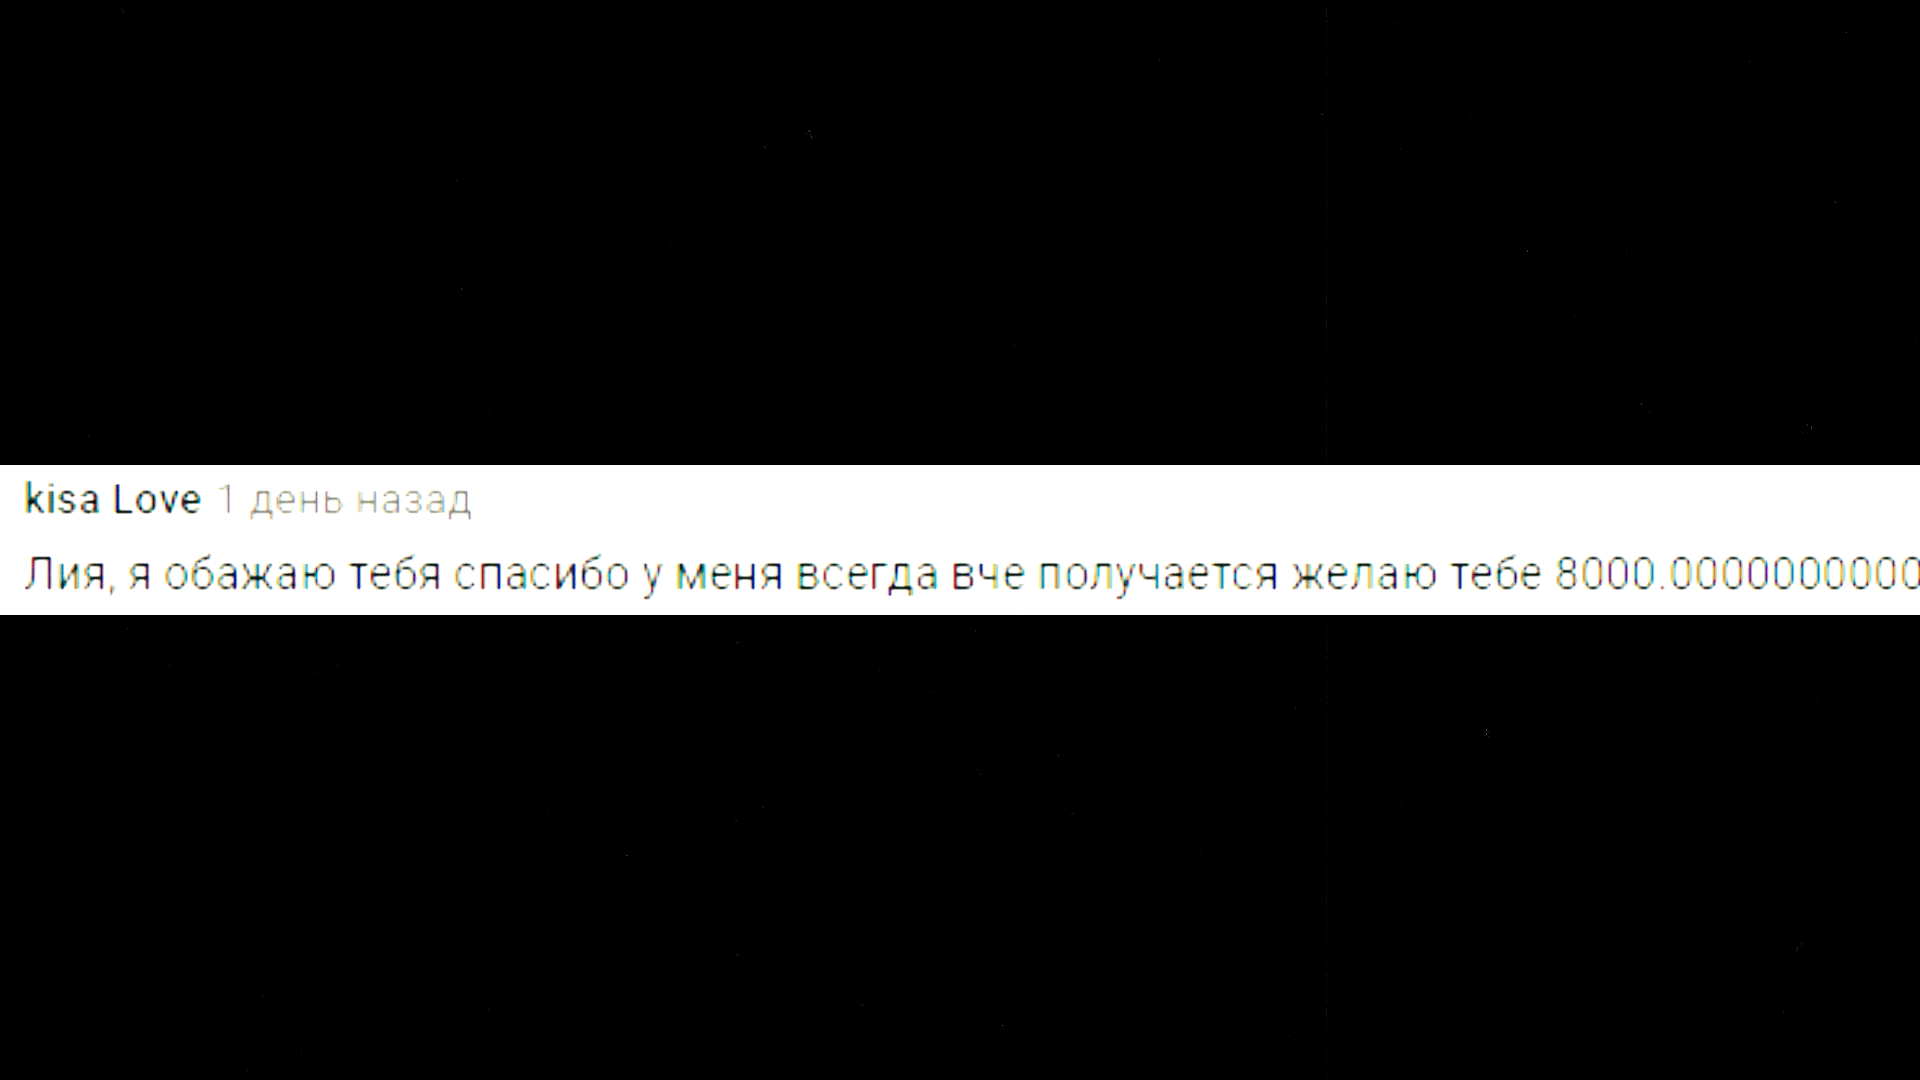 kisa Love 1 день назад
Лия, я обажаю тебя спасибо у меня всегда вче получается желаю тебе 8000.0000000000